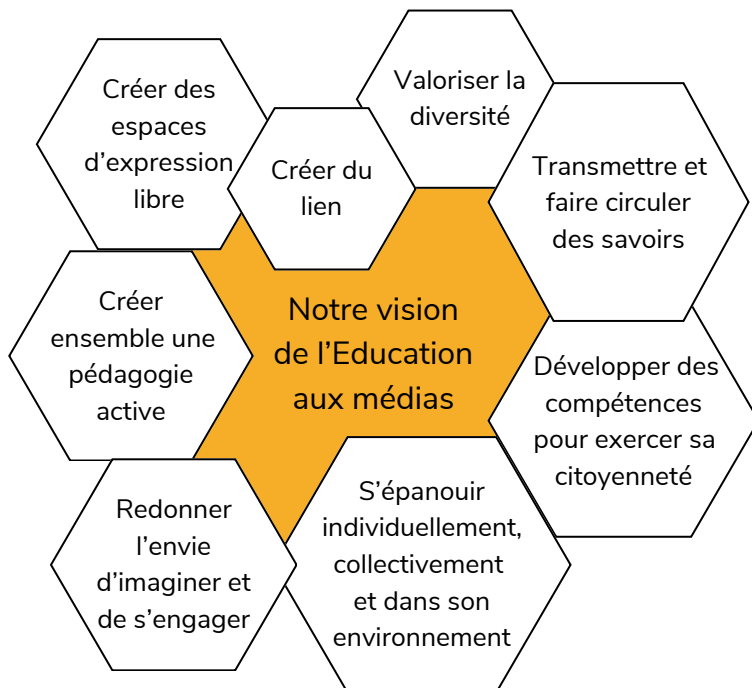 Créer des
espaces
d’expression
libre
Créer du
lien
Valoriser la
diversité
Transmettre et
faire circuler
des savoirs
Notre vision
de l’Education
aux médias
Créer
ensemble une
pédagogie
active
Développer des
compétences
pour exercer sa
citoyenneté
Redonner
l’envie
d’imaginer et
de s’engager
S’épanouir
individuellement,
collectivement
et dans son
environnement